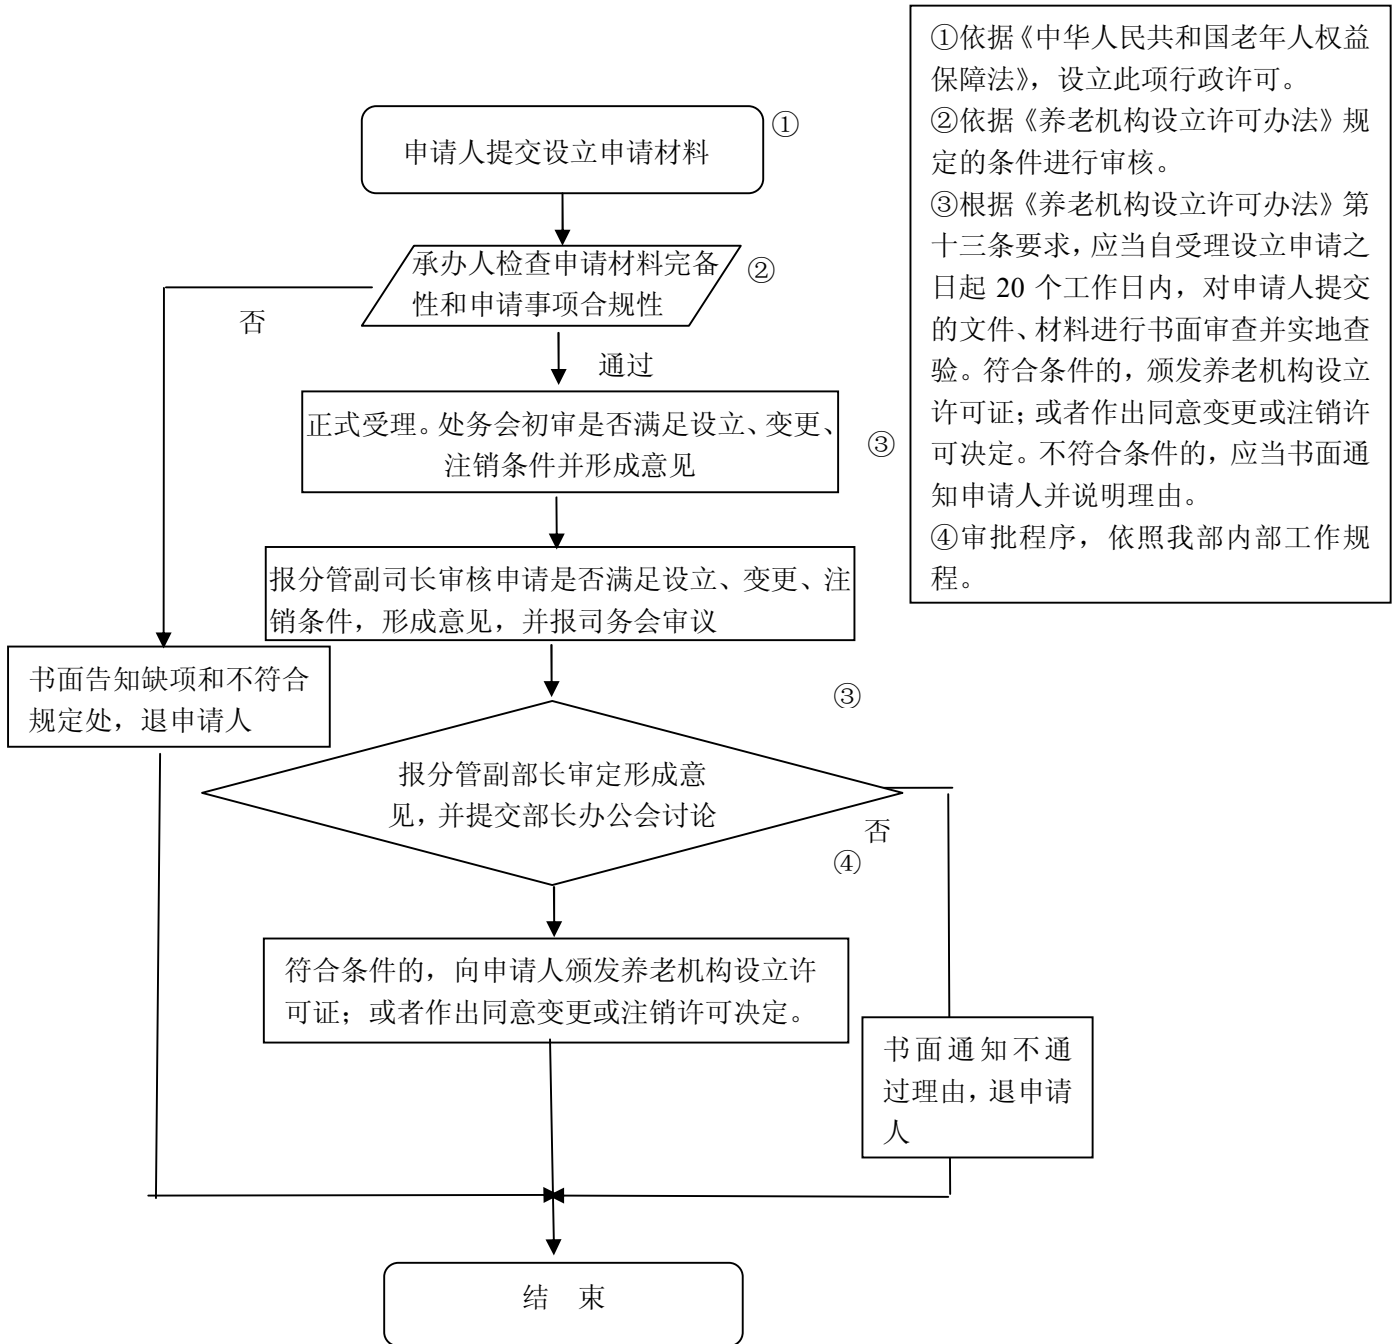 ①
申请人提交设立申请材料
承办人检查申请材料完备
性和申请事项合规性
②
否
通过
正式受理。处务会初审是否满足设立、变更、
注销条件并形成意见
③
报分管副司长审核申请是否满足设立、变更、注
销条件，形成意见，并报司务会审议
书面告知缺项和不符合
规定处，退申请人
③
报分管副部长审定形成意
见，并提交部长办公会讨论
否
④
符合条件的，向申请人颁发养老机构设立许
可证；或者作出同意变更或注销许可决定。
书面通知不通
过理由，退申请
人
结 束
①依据《中华人民共和国老年人权益
保障法》，设立此项行政许可。
②依据《养老机构设立许可办法》规
定的条件进行审核。
③根据《养老机构设立许可办法》第
十三条要求，应当自受理设立申请之
日起 20 个工作日内，对申请人提交
的文件、材料进行书面审查并实地查
验。符合条件的，颁发养老机构设立
许可证；或者作出同意变更或注销许
可决定。不符合条件的，应当书面通
知申请人并说明理由。
④审批程序，依照我部内部工作规
程。